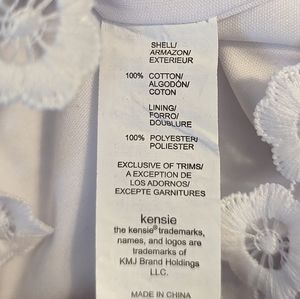 SHELL/
ARMAZON/
EXTERIEUR
100% COTTON/
ALGODÓN/
COTON
LINING/
FORRO/
DOUBLURE
100% POLYESTER/
POLIESTER
EXCLUSIVE OF TRIMS/
A EXCEPTION DE
LOS ADORNOS/
EXCEPTE GARNITURES
kensie
the kensie® trademarks,
names, and logos are
trademarks of
KMJ Brand Holdings
LLC.
MADE IN CHINA